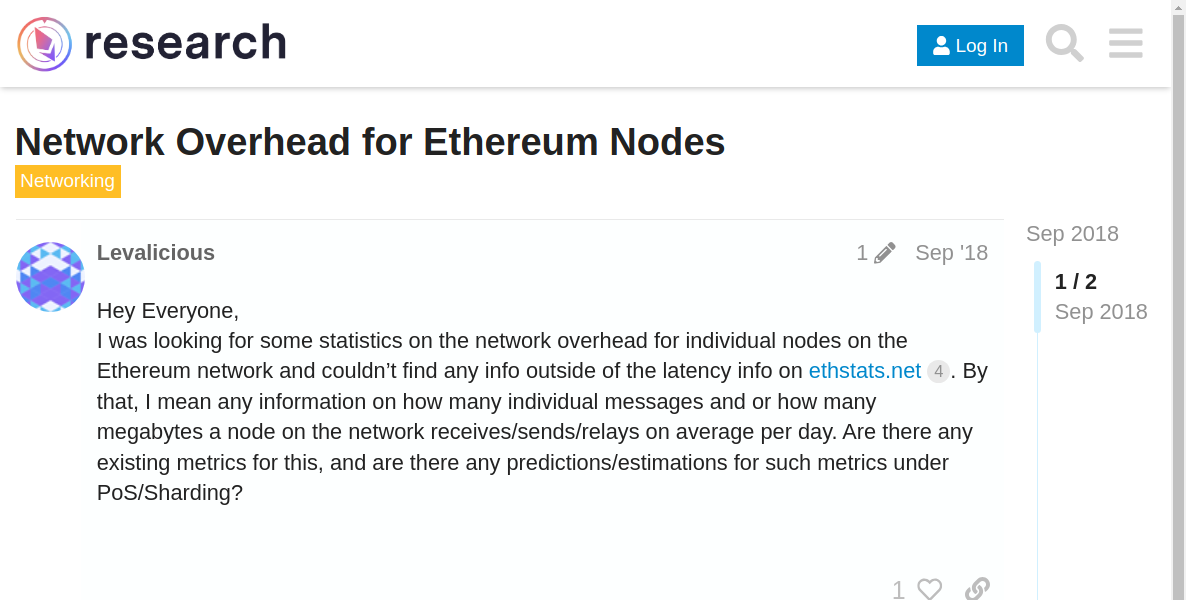 research
Log In
Network Overhead for Ethereum Nodes
Networking
Levalicious
1
Sep '18
Sep 2018
1 / 2
Sep 2018
Hey Everyone,
I was looking for some statistics on the network overhead for individual nodes on the
Ethereum network and couldn’t find any info outside of the latency info on ethstats.net 4. By
that, I mean any information on how many individual messages and or how many
megabytes a node on the network receives/sends/relays on average per day. Are there any
existing metrics for this, and are there any predictions/estimations for such metrics under
PoS/Sharding?
1